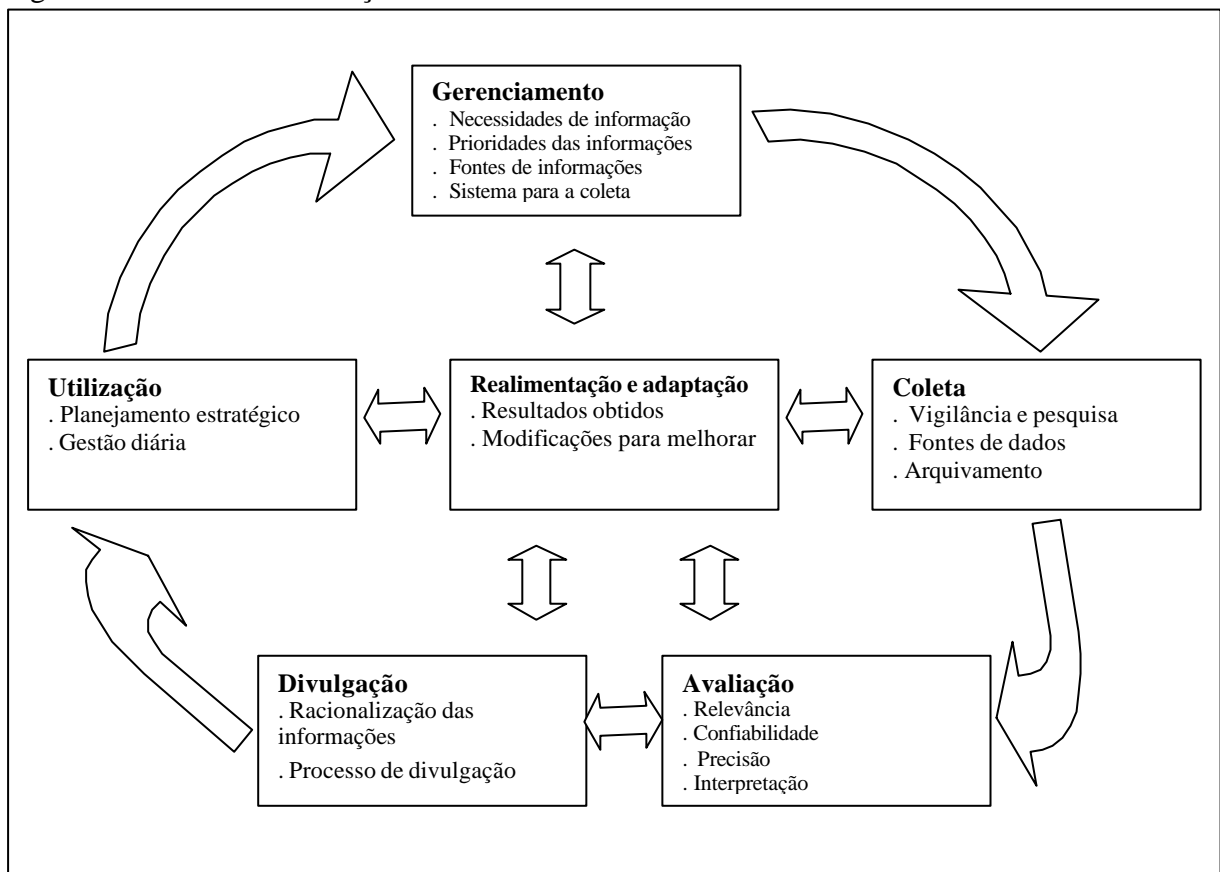 Gerenciamento
. Necessidades de informação
. Prioridades das informações
. Fontes de informações
. Sistema para a coleta
Utilização
. Planejamento estratégico
. Gestão diária
Realimentação e adaptação
. Resultados obtidos
. Modificações para melhorar
Coleta
. Vigilância e pesquisa
. Fontes de dados
. Arquivamento
Divulgação
. Racionalização das
informações
. Processo de divulgação
Avaliação
. Relevância
. Confiabilidade
. Precisão
. Interpretação